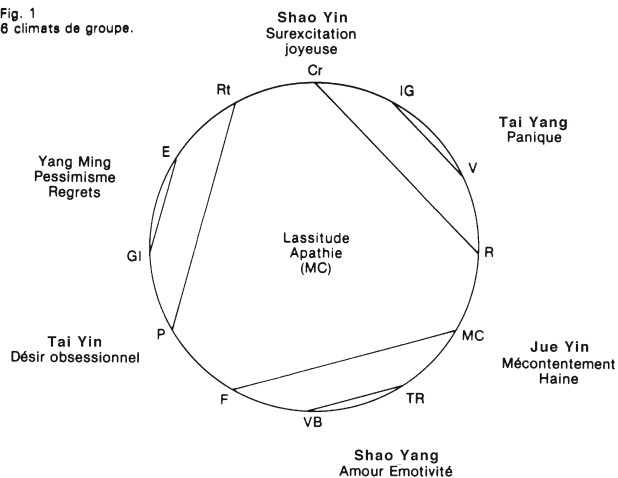 Fig. 1
6 climats de groupe.
Shao Yin
Surexcitation
joyeuse
Cr
Rt
IG
Tai Yang
Panique
E
Yang Ming
Pessimisme
Regrets
V
GI
Lassitude
Apathie
(MC)
R
P
MC
Tai Yin
Désir obsessionnel
Jue Yin
Mécontentement
Haine
F
TR
VB
Shao Yang
Amour Emotivité